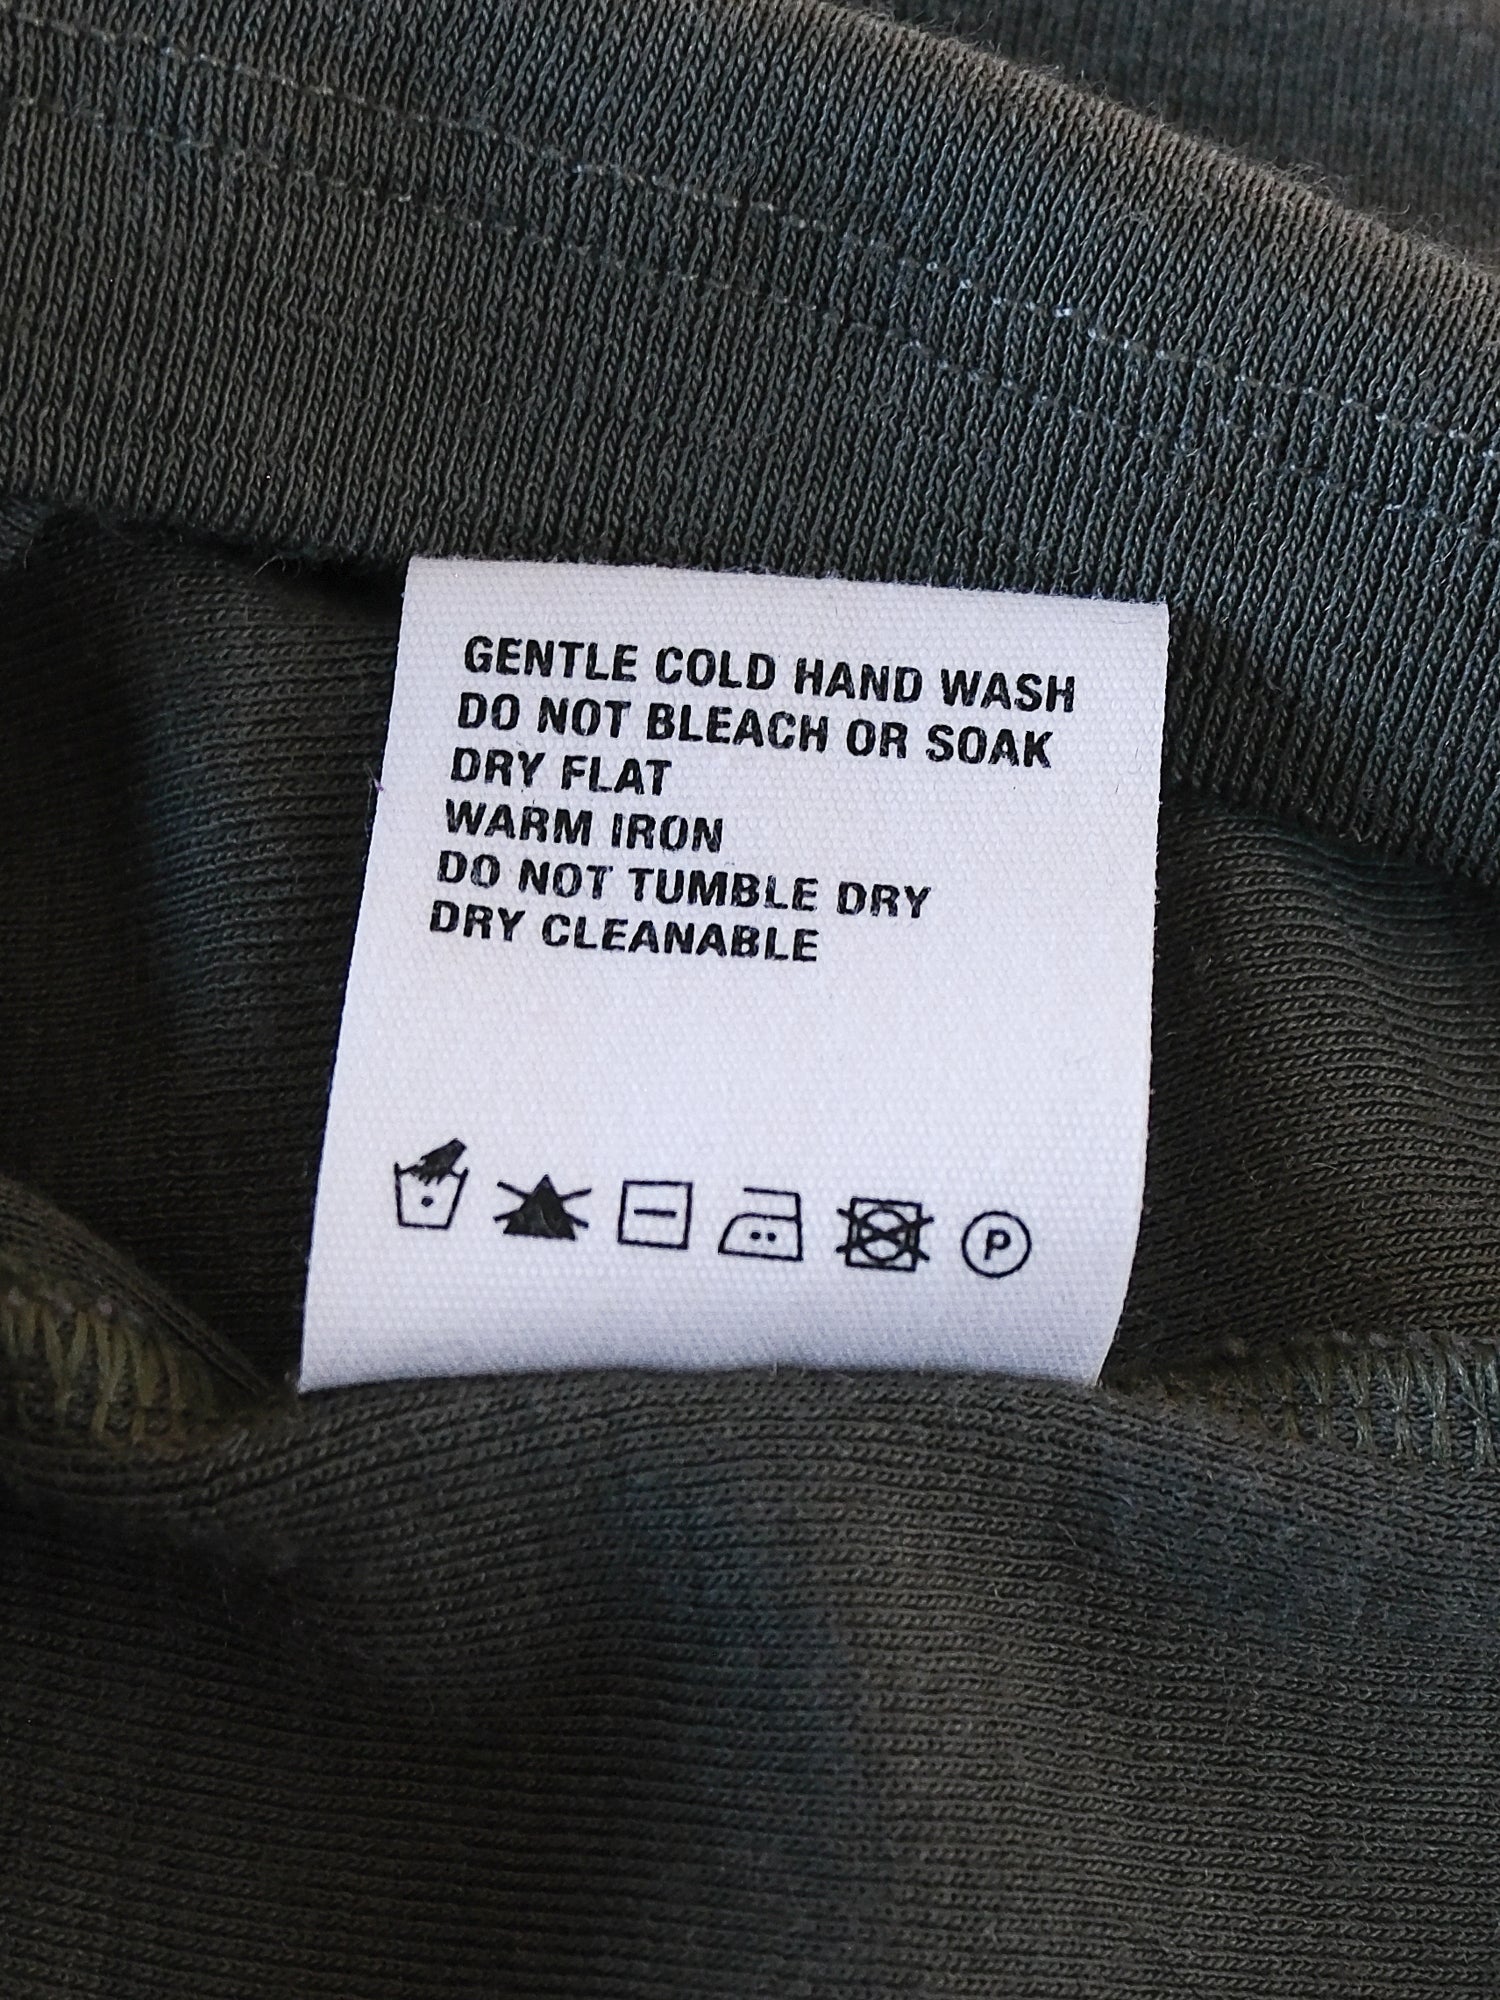 GENTLE COLD HAND WASH
DO NOT BLEACH OR SOAK
DRY FLAT
WARM IRON
DO NOT TUMBLE DRY
DRY CLEANABLE
P